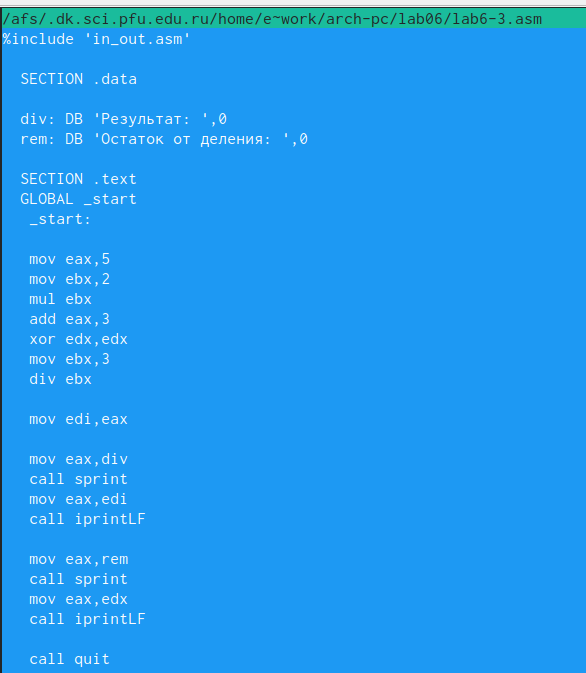 /afs/.dk.sci.pfu.edu.ru/home/e~work/arch-pc/lab06/lab6-3.asm
%include 'in_out.asm'
SECTION .data
div: DB 'Результат: ',0
rem: DB 'Остаток от деления: ',0
SECTION .text
GLOBAL _start
_start:
mov eax,5
mov ebx,2
mul ebx
add eax,3
xor edx,edx
mov ebx,3
div ebx
mov edi,eax
mov eax,div
call sprint
mov eax,edi
call iprintLF
mov eax,rem
call sprint
mov eax,edx
call iprintLF
call quit